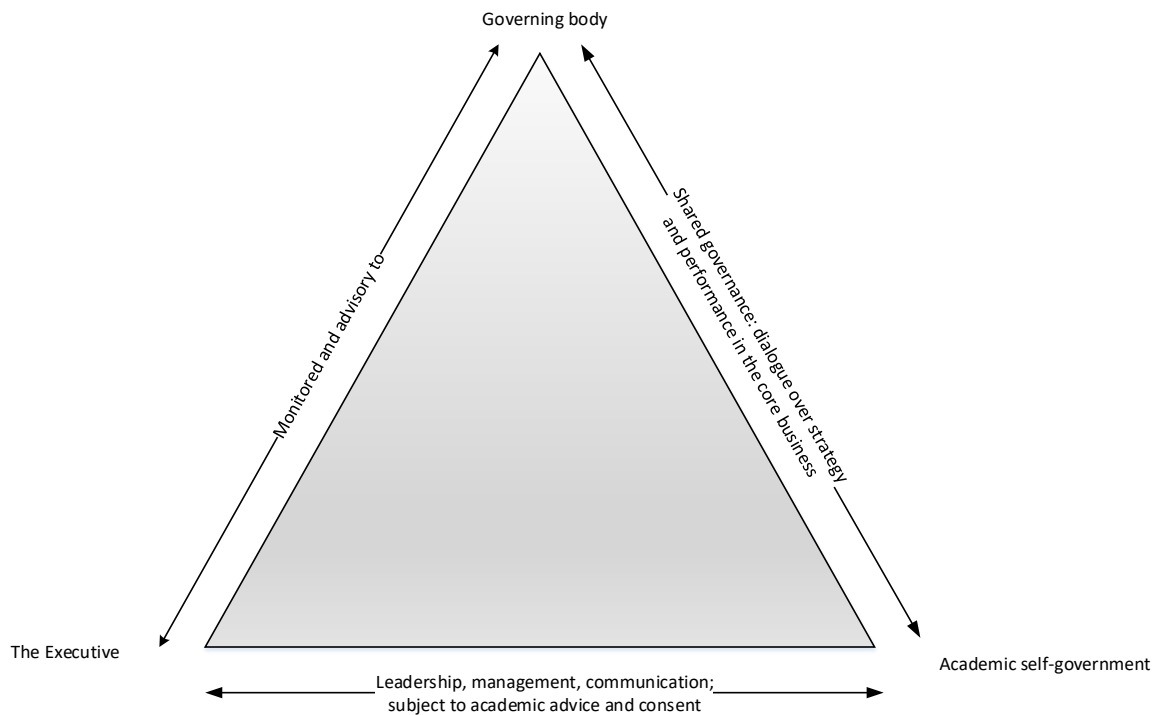 Governing body
Monitored and advisory to
Shared governance: dialogue over strategy
and performance in the core business
The Executive
Academic self-government
Leadership, management, communication;
subject to academic advice and consent